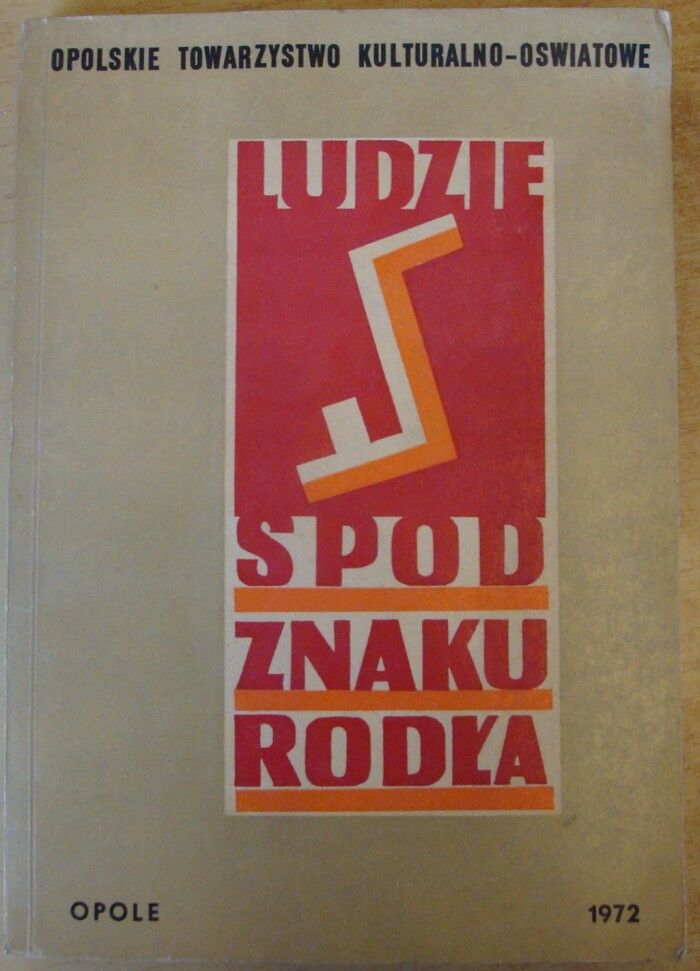 OPOLSKIE TOWARZYSTWO KULTURALNO-OSWIATOWE
LUDZIE
SPOD
ZNAKU
RODŁA
OPOLE 1972